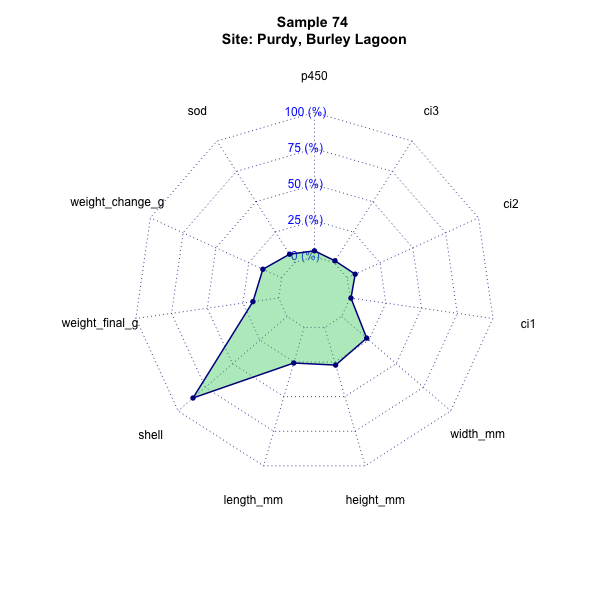 Sample 74
Site: Purdy, Burley Lagoon
p450
sod
100 (%)
ci3
75 (%)
weight_change_g
50 (%)
ci2
25 (%)
0 (%)
weight_final_g
ci1
shell
width_mm
length_mm
height_mm